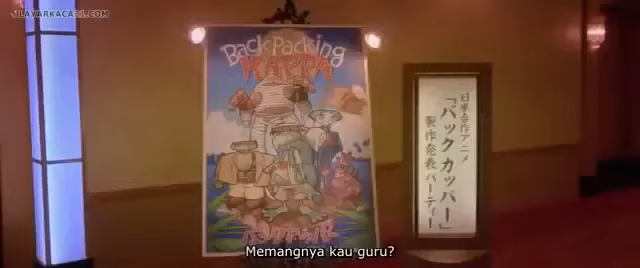 LAYARKACA21.COM
Back Packing
KAPPA
日米合作アニメ
「バック カッパー」
製作発表 パーティー
Memangnya kau guru?